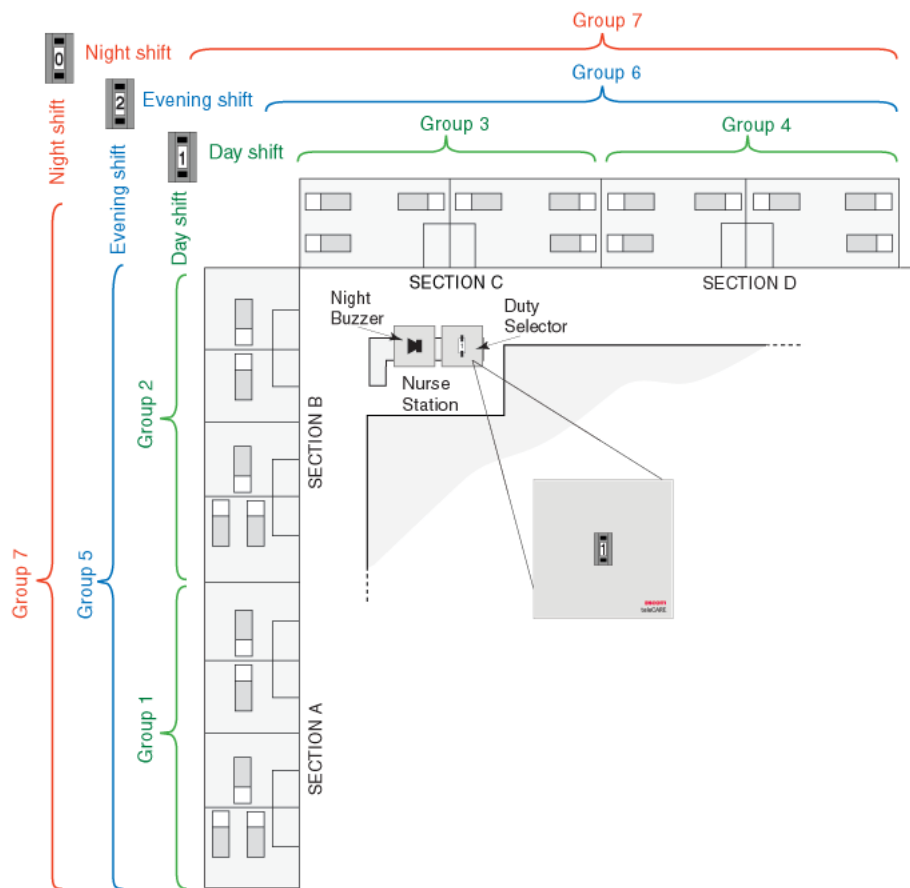 Group 7
0
Night shift
Group 6
2
Evening shift
Group 3
Group 4
1
Day shift
Night shift
Evening shift
Day shift
SECTION C
SECTION D
Night
Buzzer
Duty
Selector
1
Nurse
Station
Group 2
SECTION B
1
Group 7
Group 5
Group 1
SECTION A
teleCARE